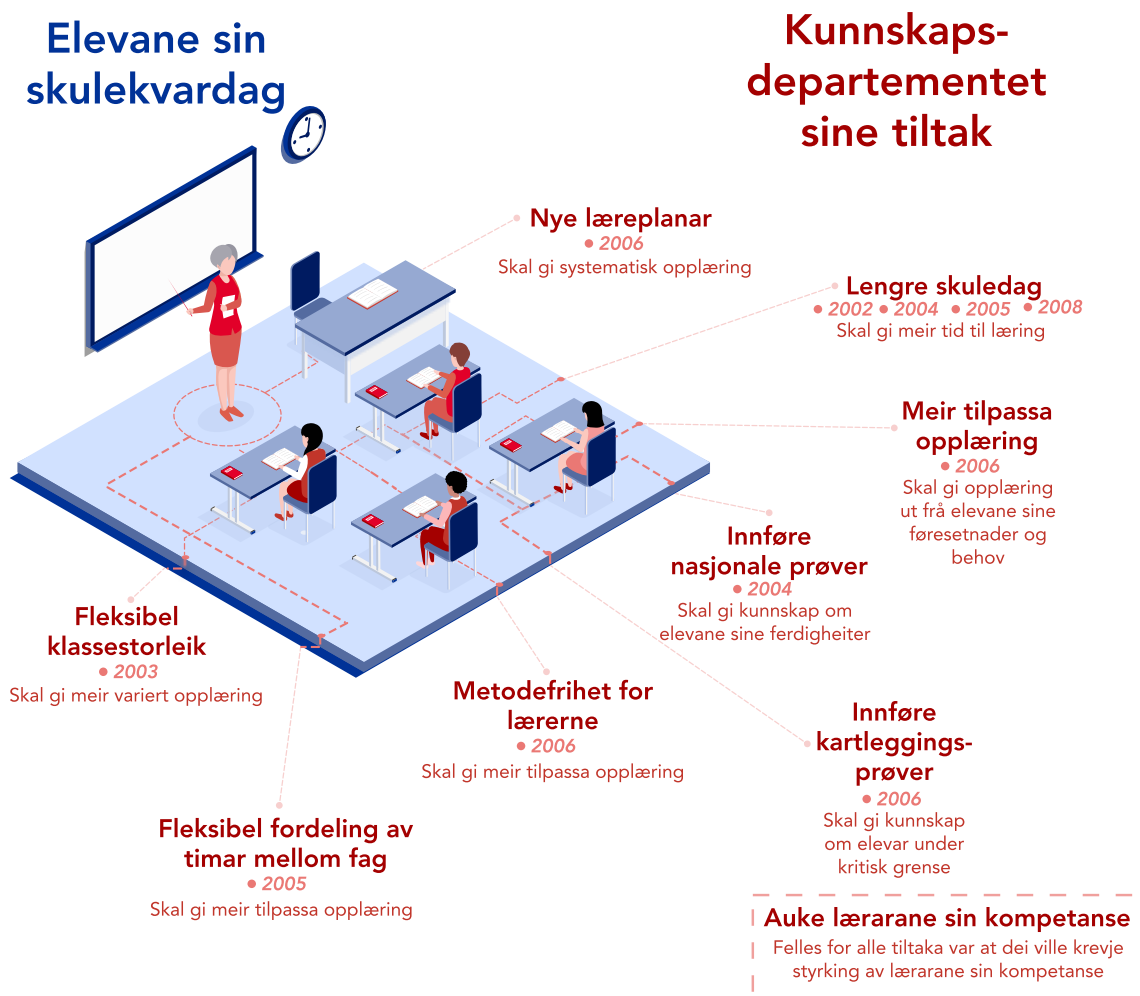 Elevane sin
skulekvardag
Kunnskaps-
departementet
sine tiltak
Nye læreplanar
• 2006
Skal gi systematisk opplæring
Lengre skuledag
• 2002 • 2004 • 2005 • 2008
Skal gi meir tid til læring
Meir tilpassa
opplæring
• 2006
Skal gi opplæring
ut frå elevane sine
føresetnader og
behov
Innføre
nasjonale prøver
• 2004
Skal gi kunnskap om
elevane sine ferdigheiter
Fleksibel
klassestorleik
• 2003
Skal gi meir variert opplæring
Metodefrihet for
lærerne
• 2006
Skal gi meir tilpassa opplæring
Innføre
kartleggings-
prøver
• 2006
Skal gi kunnskap
om elevar under
kritisk grense
Fleksibel fordeling av
timar mellom fag
• 2005
Skal gi meir tilpassa opplæring
Auke lærarane sin kompetanse
Felles for alle tiltaka var at dei ville krevje
styrking av lærarane sin kompetanse